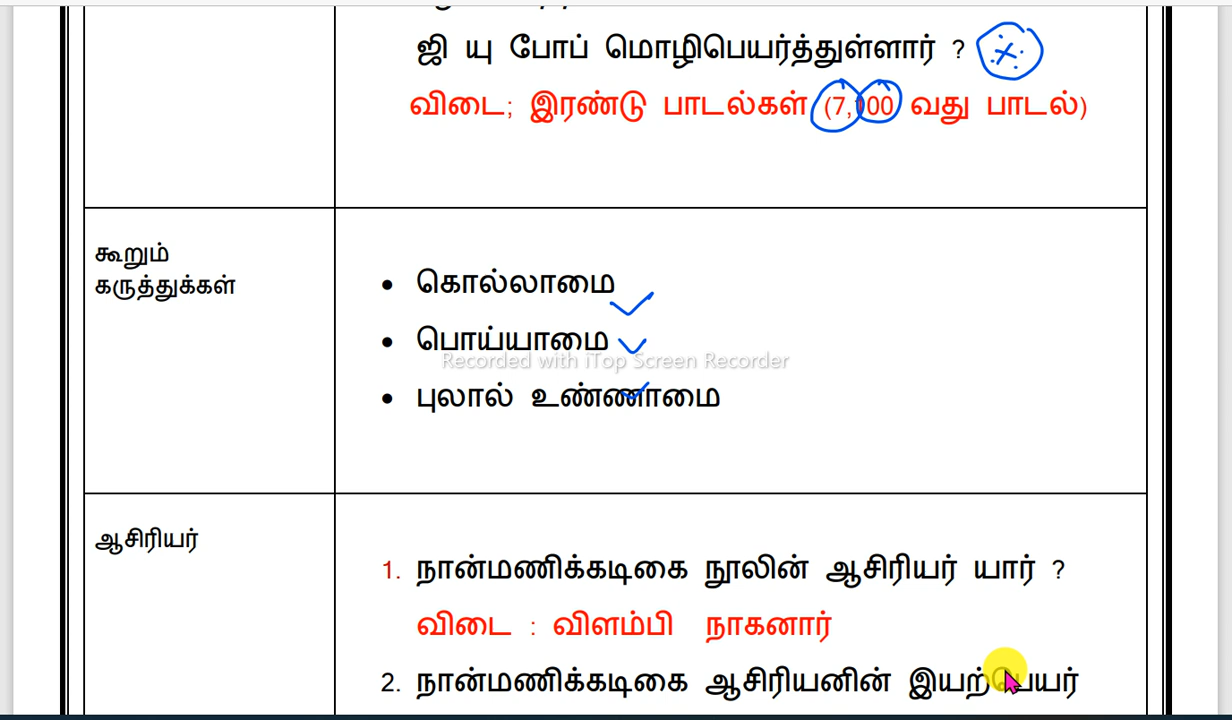 ஜி யு போப் மொழிபெயர்த்துள்ளார் ?
விடை; இரண்டு பாடல்கள் (7,100 வது பாடல்)
கூறும்
கருத்துக்கள்
• கொல்லாமை
• பொய்யாமை
Recorded with iTop Screen Recorder
• புலால் உண்ணாமை
ஆசிரியர்
1. நான்மணிக்கடிகை நூலின் ஆசிரியர் யார் ?
விடை : விளம்பி நாகனார்
2. நான்மணிக்கடிகை ஆசிரியனின் இயற்பெயர்